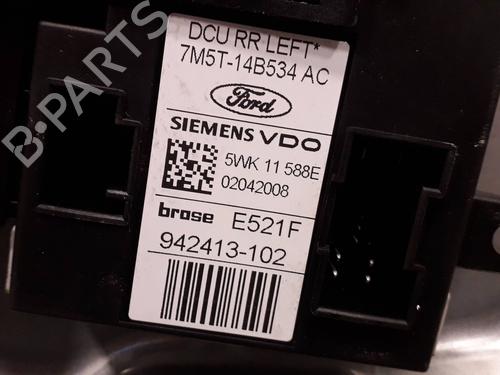 DCU RR LEFT*
7M5T-14B534 AC
Ford
SIEMENS VDO
5WK 11 588E
02042008
brose E521F
942413-102
B-PARTS